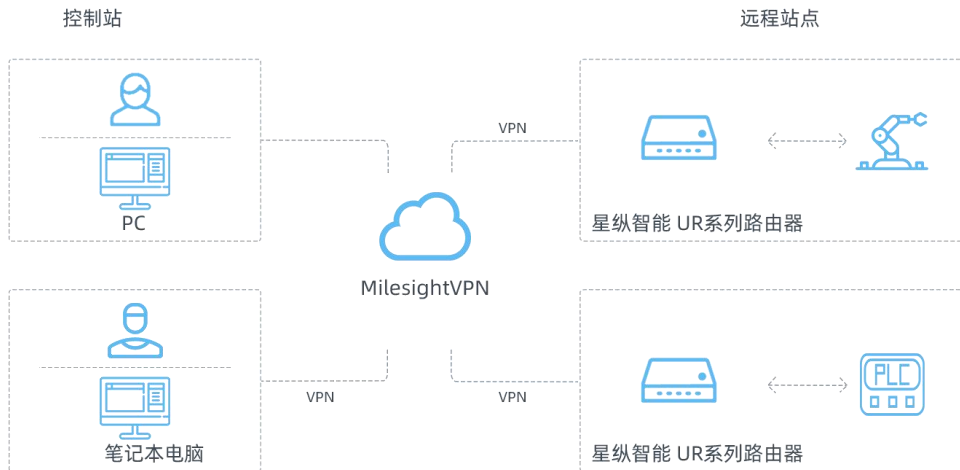 控制站
远程站点
PC
VPN
星纵智能 UR系列路由器
MilesightVPN
笔记本电脑
VPN
VPN
星纵智能 UR系列路由器
PLC